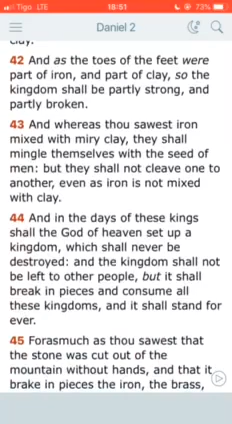 Tigo LTE 18:51 73%
Daniel 2
clay.
42 And as the toes of the feet were
part of iron, and part of clay, so the
kingdom shall be partly strong, and
partly broken.
43 And whereas thou sawest iron
mixed with miry clay, they shall
mingle themselves with the seed of
men: but they shall not cleave one to
another, even as iron is not mixed
with clay.
44 And in the days of these kings
shall the God of heaven set up a
kingdom, which shall never be
destroyed: and the kingdom shall not
be left to other people, but it shall
break in pieces and consume all
these kingdoms, and it shall stand for
ever.
45 Forasmuch as thou sawest that
the stone was cut out of the
mountain without hands, and that it
brake in pieces the iron, the brass,